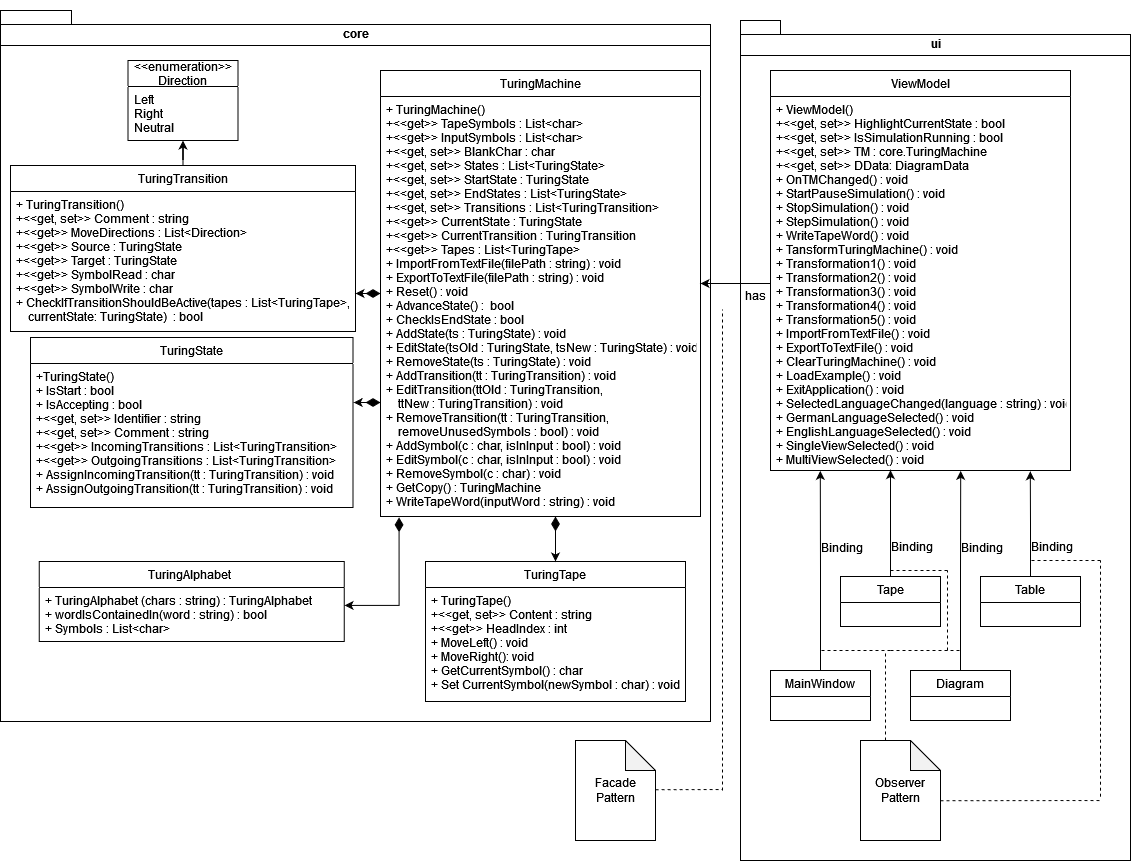 core
<<enumeration>>
Direction
Left
Right
Neutral
TuringTransition
+ TuringTransition()
+<<get, set>> Comment : string
+<<get>> MoveDirections : List<Direction>
+<<get>> Source : TuringState
+<<get>> Target : TuringState
+<<get>> SymbolRead : char
+<<get>> SymbolWrite : char
+ CheckIfTransitionShouldBeActive(tapes : List<TuringTape>,
currentState: TuringState) : bool
TuringState
+TuringState()
+ IsStart : bool
+ IsAccepting : bool
+<<get, set>> Identifier : string
+<<get, set>> Comment : string
+<<get>> IncomingTransitions : List<TuringTransition>
+<<get>> OutgoingTransitions : List<TuringTransition>
+ AssignIncomingTransition(tt : TuringTransition) : void
+ AssignOutgoingTransition(tt : TuringTransition) : void
TuringMachine
+ TuringMachine()
+<<get>> TapeSymbols : List<char>
+<<get>> InputSymbols : List<char>
+<<get, set>> BlankChar : char
+<<get, set>> States : List<TuringState>
+<<get, set>> StartState : TuringState
+<<get, set>> EndStates : List<TuringState>
+<<get, set>> Transitions : List<TuringTransition>
+<<get>> CurrentState : TuringState
+<<get>> CurrentTransition : TuringTransition
+<<get>> Tapes : List<TuringTape>
+ ImportFromTextFile(filePath : string) : void
+ ExportToTextFile(filePath : string) : void
+ Reset() : void
+ AdvanceState() : bool
+ CheckIsEndState : bool
+ AddState(ts : TuringState) : void
+ EditState(tsOld : TuringState, tsNew : TuringState) : void
+ RemoveState(ts : TuringState) : void
+ AddTransition(tt : TuringTransition) : void
+ EditTransition(ttOld : TuringTransition,
ttNew : TuringTransition) : void
+ RemoveTransition(tt : TuringTransition,
removeUnusedSymbols : bool) : void
+ AddSymbol(c : char, isInInput : bool) : void
+ EditSymbol(c : char, isInInput : bool) : void
+ RemoveSymbol(c : char) : void
+ GetCopy() : TuringMachine
+ WriteTapeWord(inputWord : string) : void
TuringAlphabet
+ TuringAlphabet (chars : string) : TuringAlphabet
+ wordIsContainedIn(word : string) : bool
+ Symbols : List<char>
TuringTape
+ TuringTape()
+<<get, set>> Content : string
+<<get>> HeadIndex : int
+ MoveLeft() : void
+ MoveRight(): void
+ GetCurrentSymbol() : char
+ Set CurrentSymbol(newSymbol : char) : void
Facade
Pattern
has
ui
ViewModel
+ ViewModel()
+<<get, set>> HighlightCurrentState : bool
+<<get, set>> IsSimulationRunning : bool
+<<get, set>> TM : core.TuringMachine
+<<get, set>> DData: DiagramData
+ OnTMChanged() : void
+ StartPauseSimulation() : void
+ StopSimulation() : void
+ StepSimulation() : void
+ WriteTapeWord() : void
+ TansformTuringMachine() : void
+ Transformation1() : void
+ Transformation2() : void
+ Transformation3() : void
+ Transformation4() : void
+ Transformation5() : void
+ ImportFromTextFile() : void
+ ExportToTextFile() : void
+ ClearTuringMachine() : void
+ LoadExample() : void
+ ExitApplication() : void
+ SelectedLanguageChanged(language : string) : voi
+ GermanLanguageSelected() : void
+ EnglishLanguageSelected() : void
+ SingleViewSelected() : void
+ MultiViewSelected() : void
Binding
Binding
Binding
Binding
Tape
Table
MainWindow
Diagram
Observer
Pattern